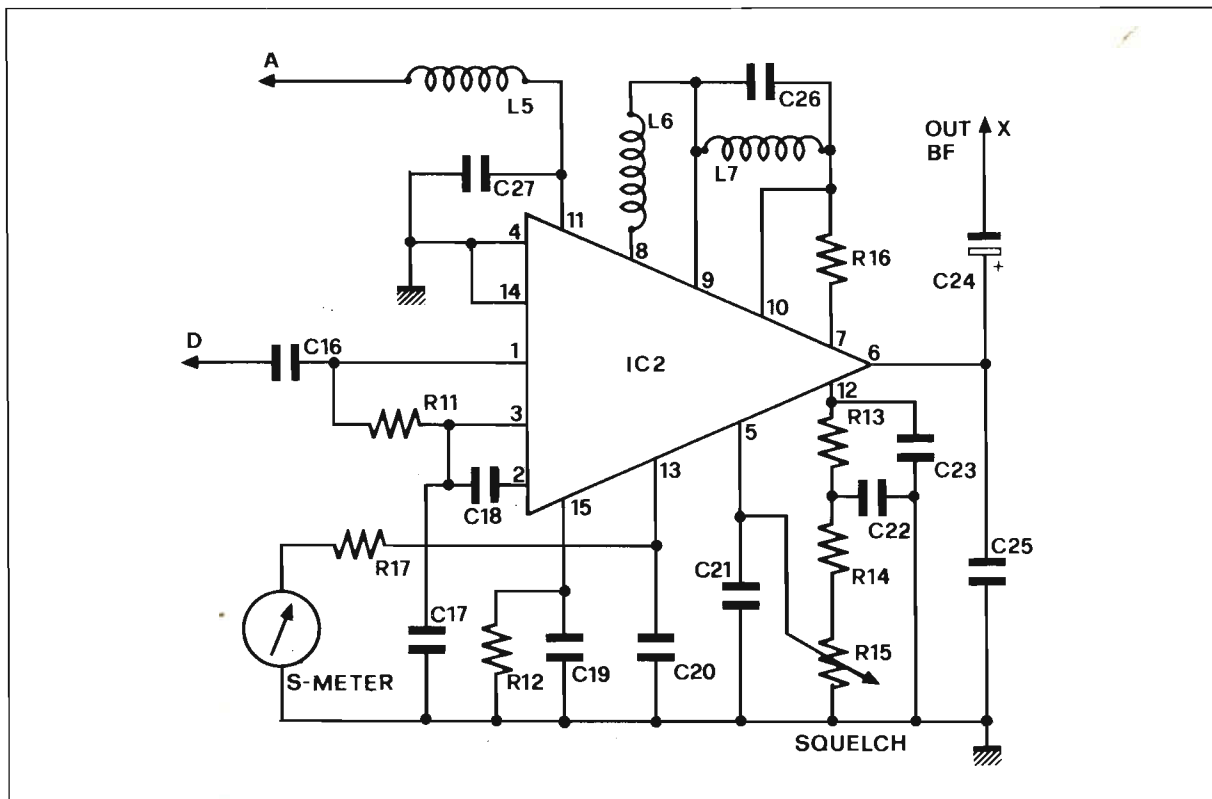 A
L5
C26
L6
L7
OUT X
BF
C27
11
4
8
R16
C24
+
14
9
10
7
D
C16
1
6
IC2
12
R11
3
R13
5
C23
2
13
C18
15
C22
R17
C21
C25
R14
C17
R12
C19
C20
R15
S-METER
SQUELCH